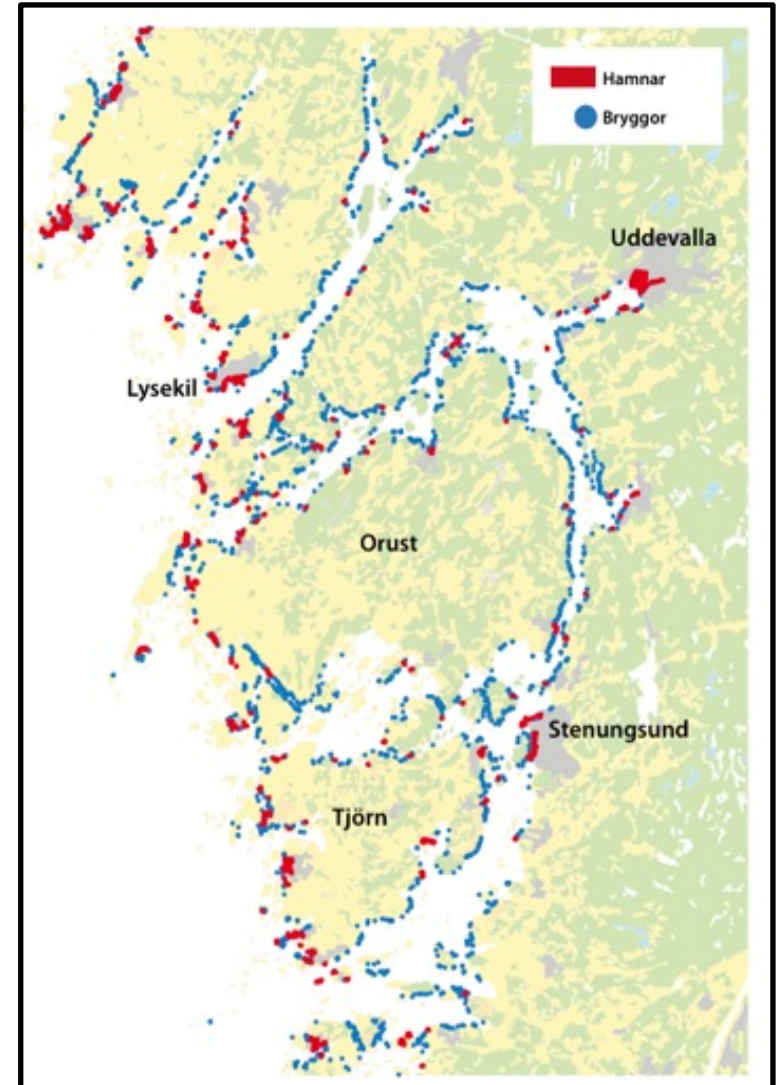 Hamnar
Bryggor
Uddevalla
Lysekil
Orust
Stenungsund
Tjörn